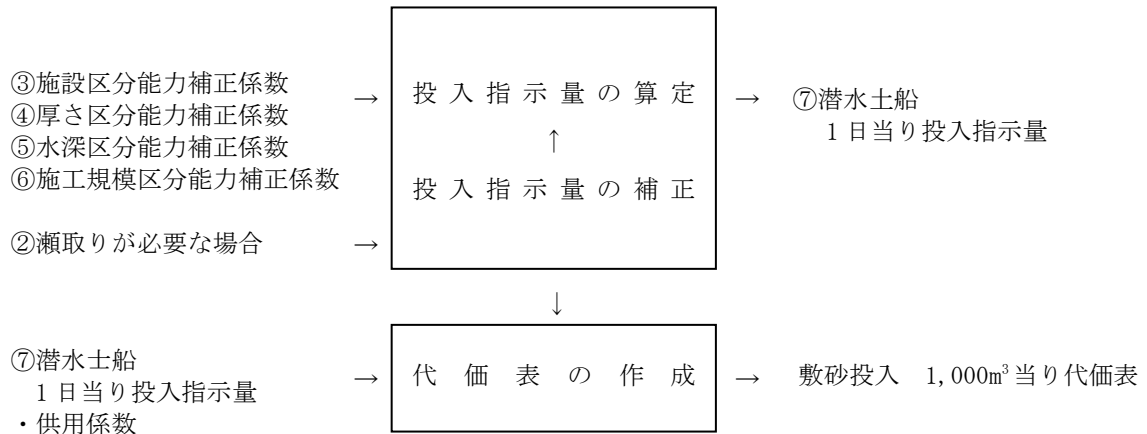 ③施設区分能力補正係数
④厚さ区分能力補正係数
⑤水深区分能力補正係数
⑥施工規模区分能力補正係数
②瀬取りが必要な場合
→
→
投入指示量の算定
↑
投入指示量の補正
→
⑦潜水土船
1日当り投入指示量
↓
⑦潜水士船
1日当り投入指示量
・供用係数
→
代価表の作成
→
敷砂投入 1,000m³当り代価表